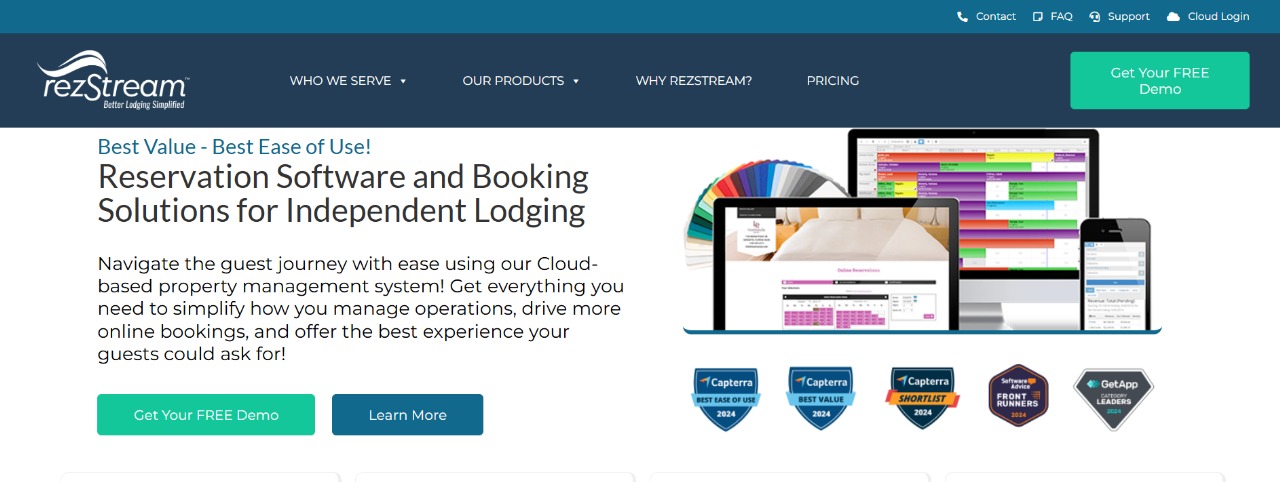 Contact FAQ Support Cloud Login
rezStream™
Better Lodging Simplified
WHO WE SERVE OUR PRODUCTS WHY REZSTREAM? PRICING
Get Your FREE
Demo
Best Value - Best Ease of Use!
Reservation Software and Booking
Solutions for Independent Lodging
Navigate the guest journey with ease using our Cloud-
based property management system! Get everything you
need to simplify how you manage operations, drive more
online bookings, and offer the best experience your
guests could ask for!
Get Your FREE Demo Learn More
Online Reservations
Revenue Total (Pending)
Capterra
BEST EASE OF USE
2024
Capterra
BEST VALUE
2024
Capterra
SHORTLIST
2024
Software
Advice
FRONT
RUNNERS
2024
GetApp
CATEGORY
LEADERS
2024